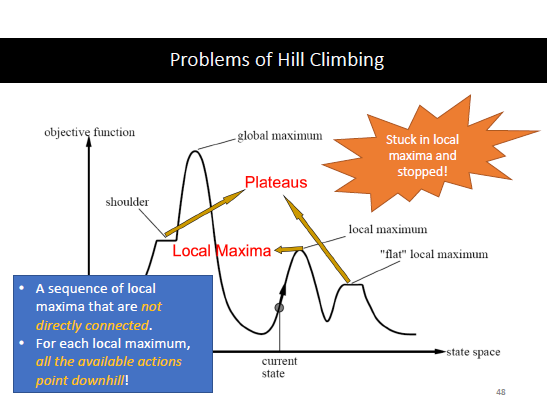 Problems of Hill Climbing
objective function
global maximum
Stuck in local
maxima and
stopped!
Plateaus
shoulder
local maximum
Local Maxima
"flat" local maximum
• A sequence of local
maxima that are not
directly connected.
• For each local maximum,
all the available actions
point downhill!
current
state
state space
48